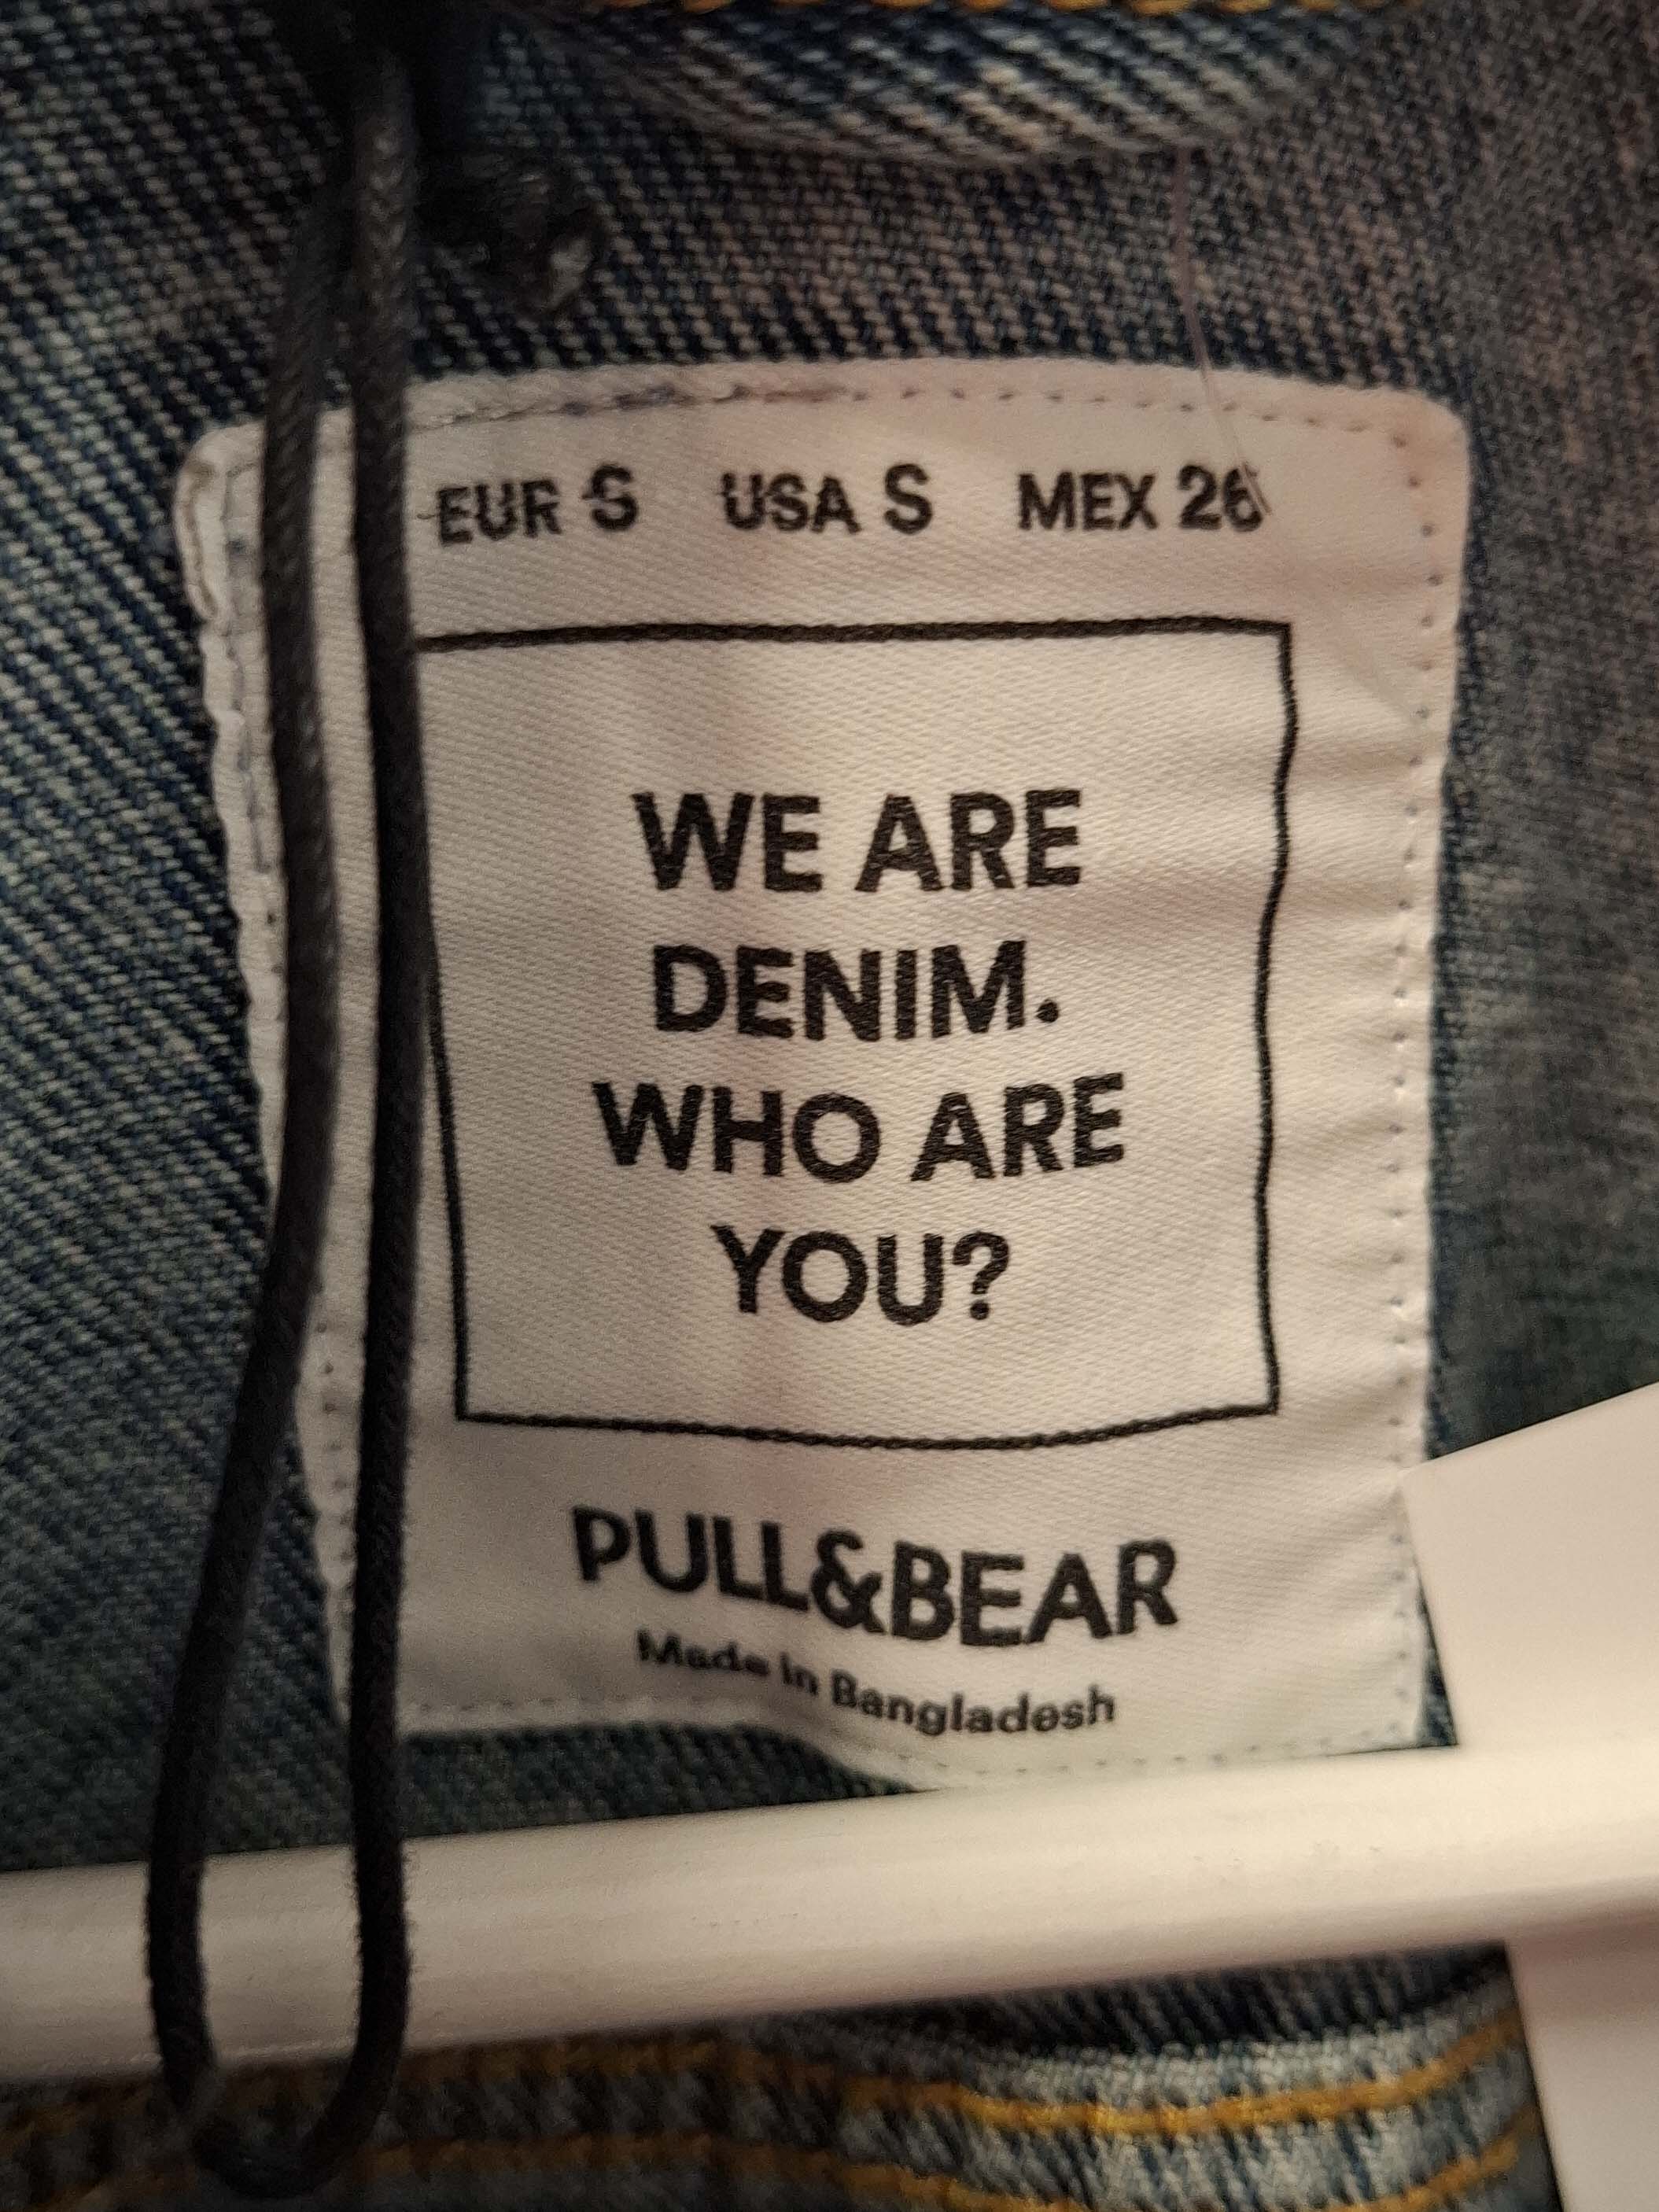 EUR S USA S MEX 26
WE ARE
DENIM.
WHO ARE
YOU?
PULL&BEAR
Made in Bangladesh